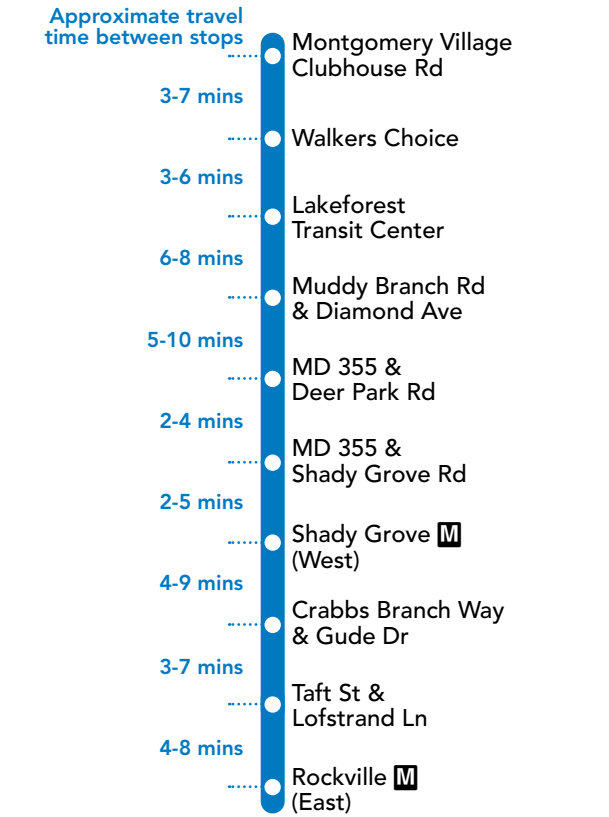 Approximate travel
time between stops
Montgomery Village
Clubhouse Rd
3-7 mins
Walkers Choice
3-6 mins
Lakeforest
Transit Center
6-8 mins
Muddy Branch Rd
& Diamond Ave
5-10 mins
MD 355 &
Deer Park Rd
2-4 mins
MD 355 &
Shady Grove Rd
2-5 mins
Shady Grove M
(West)
4-9 mins
Crabbs Branch Way
& Gude Dr
3-7 mins
Taft St &
Lofstrand Ln
4-8 mins
Rockville M
(East)